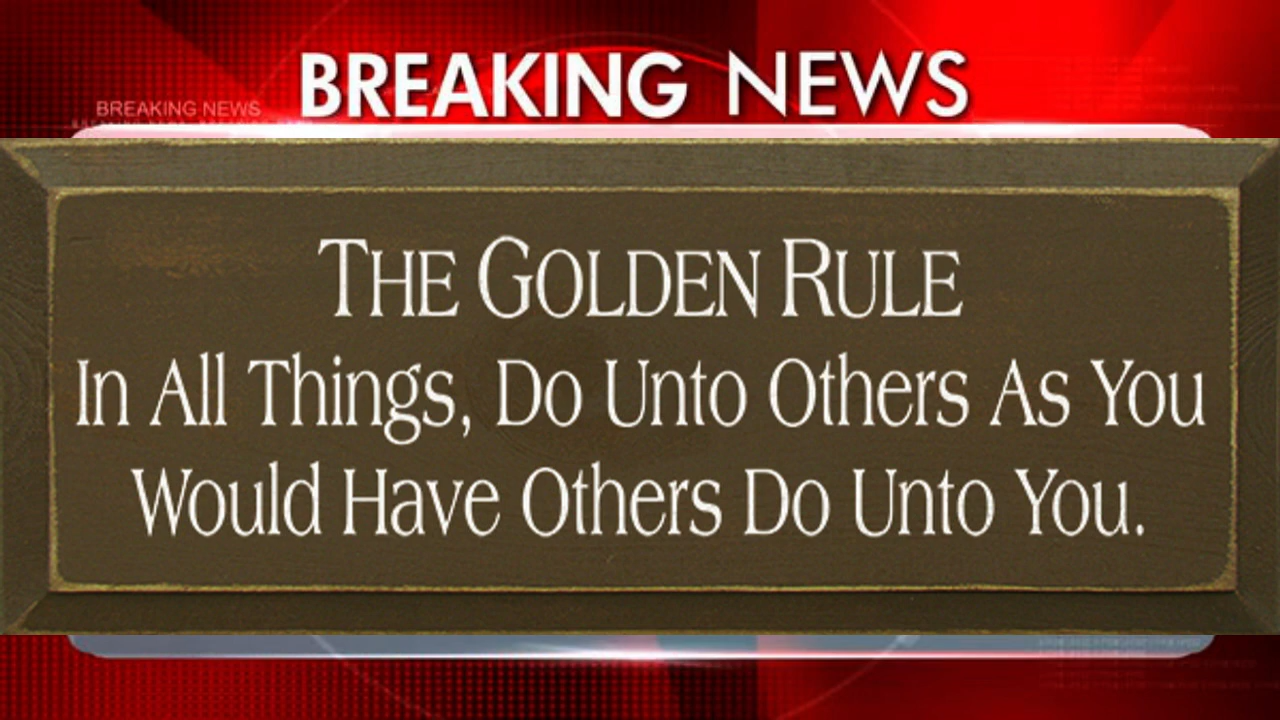 BREAKING NEWS
BREAKING NEWS
THE GOLDEN RULE
In All Things, Do Unto Others As You
Would Have Others Do Unto You.